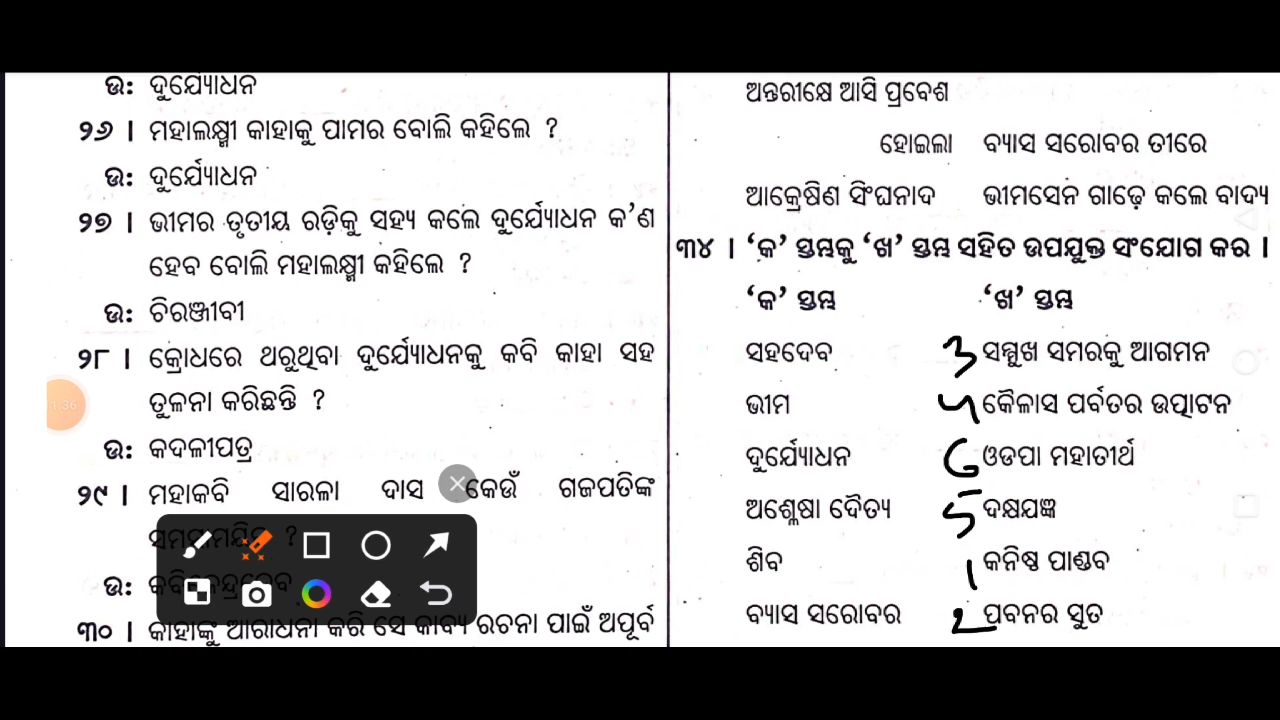 ଉ: ଦୁର୍ଯ୍ୟୋଧନ
୨୬ । ମହାଲକ୍ଷ୍ମୀ କାହାକୁ ପାମର ବୋଲି କହିଲେ ?
ଉ: ଦୁର୍ଯ୍ୟୋଧନ
୨୭ । ଭୀମର ତୃତୀୟ ରଡ଼ିକୁ ସହ୍ୟ କଲେ ଦୁର୍ଯ୍ୟୋଧନ କ’ଣ
ହେବ ବୋଲି ମହାଲକ୍ଷ୍ମୀ କହିଲେ ?
ଉ: ଚିରଞ୍ଜୀବୀ
୨୮ । କ୍ରୋଧରେ ଥରୁଥିବା ଦୁର୍ଯ୍ୟୋଧନକୁ କବି କାହା ସହ
ତୁଳନା କରିଛନ୍ତି ?
ଉ: କଦଳୀପତ୍ର
୨୯ । ମହାକବି ସାରଳା ଦାସ କେଉଁ ଗଜପତିଙ୍କ
?
ଉ:
୩୦ । କାହାଙ୍କୁ ଆରାଧନା କରି ସେ କାବ୍ୟ ରଚନା ପାଇଁ ଅପୂର୍ବ
1:36
ଅନ୍ତରୀକ୍ଷେ ଆସି ପ୍ରବେଶ
ହୋଇଲା ବ୍ୟାସ ସରୋବର ତୀରେ
ଆକ୍ରେଷିଣ ସିଂଘନାଦ ଭୀମସେନ ଗାଢ଼େ କଲେ ବାଦ୍ୟ
୩୪ । ‘କ’ ସ୍ତମ୍ଭକୁ ‘ଖ’ ସ୍ତମ୍ଭ ସହିତ ଉପଯୁକ୍ତ ସଂଯୋଗ କର ।
‘କ’ ସ୍ତମ୍ଭ ‘ଖ’ ସ୍ତମ୍ଭ
ସହଦେବ 3 ସମ୍ମୁଖ ସମରକୁ ଆଗମନ
ଭୀମ 4 କୈଳାସ ପର୍ବତର ଉତ୍ପାଟନ
ଦୁର୍ଯ୍ୟୋଧନ 6 ଓଡପା ମହାତୀର୍ଥ
ଅଶ୍ଳେଷା ଦୈତ୍ୟ 5 ଦକ୍ଷଯଜ୍ଞ
ଶିବ 1 କନିଷ୍ଠ ପାଣ୍ଡବ
ବ୍ୟାସ ସରୋବର 2 ପବନର ସୁତ